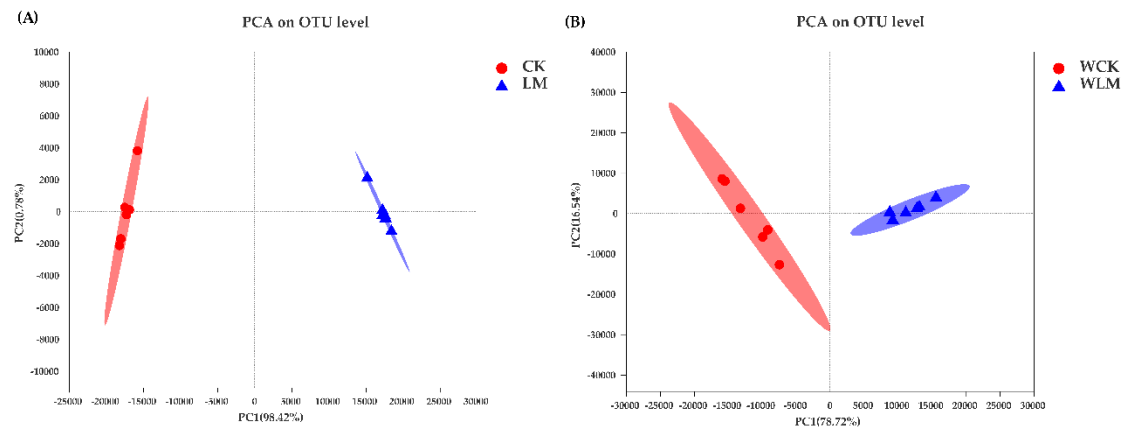 (A)
PCA on OTU level
CK
LM
10000
8000
6000
4000
2000
0
-2000
-4000
-6000
-8000
-10000
PC2(0.78%)
-25000 -20000 -15000 -10000 -5000 0 5000 10000 15000 20000 25000 30000
PC1(98.42%)
(B)
PCA on OTU level
WCK
WLM
40000
30000
20000
10000
0
-10000
-20000
-30000
-40000
PC2(16.54%)
-30000 -25000 -20000 -15000 -10000 -5000 0 5000 10000 15000 20000 25000 30000
PC1(78.72%)